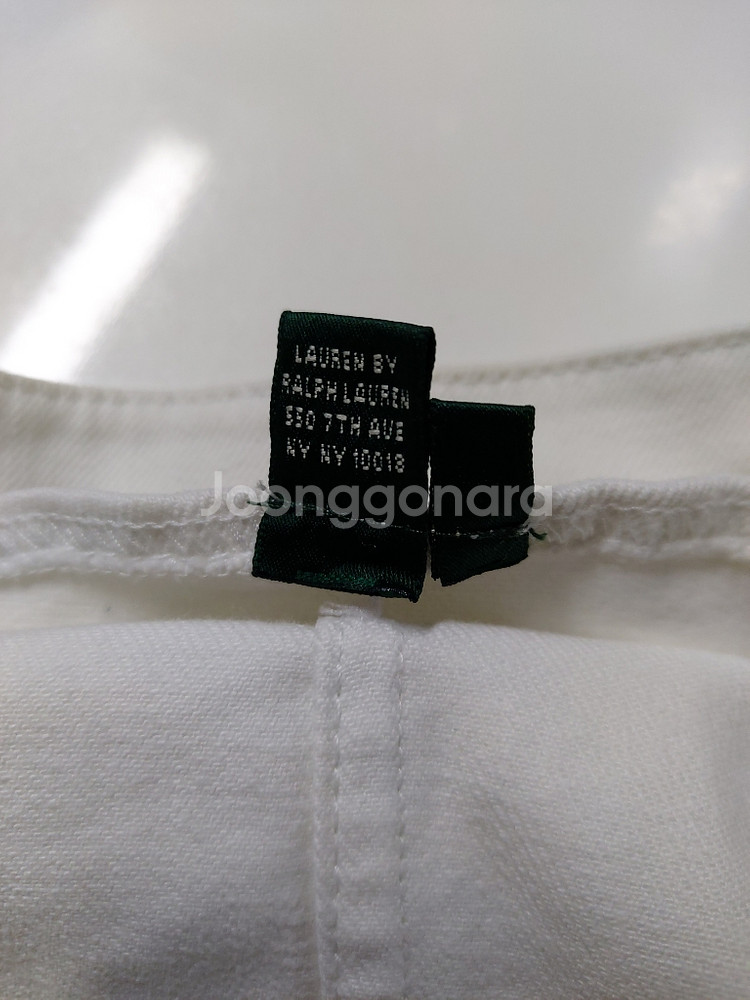 LAUREN BY
RALPH LAUREN
550 7TH AVE
NY NY 10018
Joonggonara